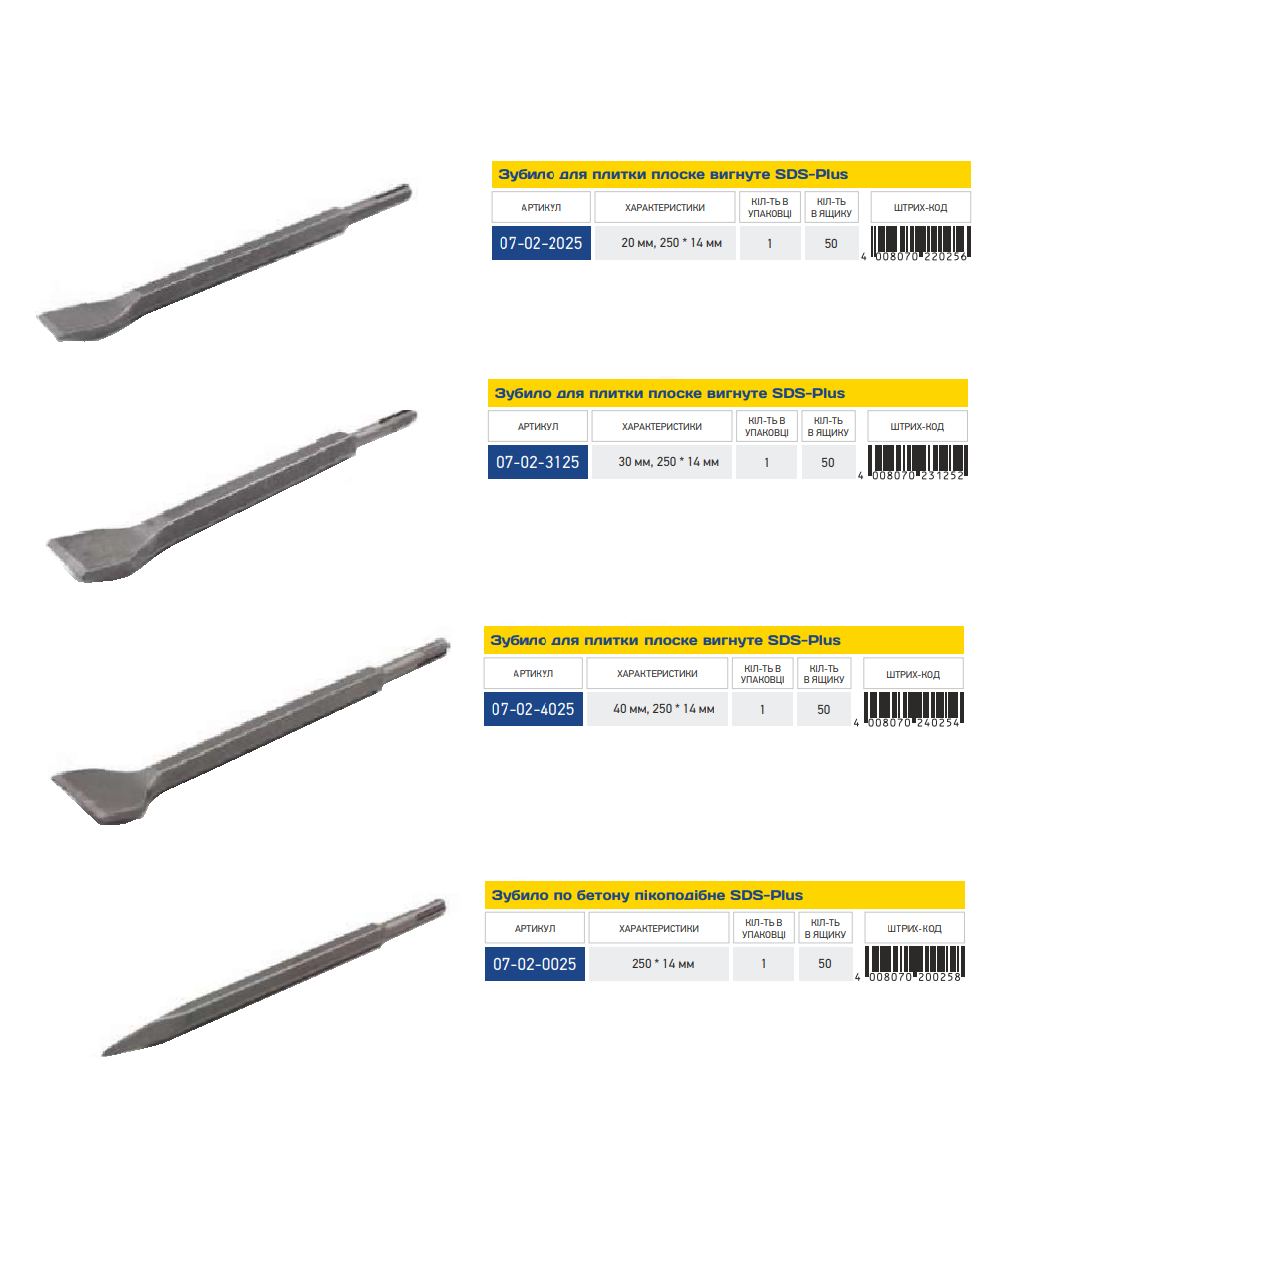 Зубило для плитки плоске вигнуте SDS-Plus
АРТИКУЛ ХАРАКТЕРИСТИКИ КІЛ-ТЬ В УПАКОВЦІ КІЛ-ТЬ В ЯЩИКУ ШТРИХ-КОД
07-02-2025 20 мм, 250 * 14 мм 1 50
4 008070 220256
Зубило для плитки плоске вигнуте SDS-Plus
АРТИКУЛ ХАРАКТЕРИСТИКИ КІЛ-ТЬ В УПАКОВЦІ КІЛ-ТЬ В ЯЩИКУ ШТРИХ-КОД
07-02-3125 30 мм, 250 * 14 мм 1 50
4 008070 231252
Зубило для плитки плоске вигнуте SDS-Plus
АРТИКУЛ ХАРАКТЕРИСТИКИ КІЛ-ТЬ В УПАКОВЦІ КІЛ-ТЬ В ЯЩИКУ ШТРИХ-КОД
07-02-4025 40 мм, 250 * 14 мм 1 50
4 008070 240254
Зубило по бетону пікоподібне SDS-Plus
АРТИКУЛ ХАРАКТЕРИСТИКИ КІЛ-ТЬ В УПАКОВЦІ КІЛ-ТЬ В ЯЩИКУ ШТРИХ-КОД
07-02-0025 250 * 14 мм 1 50
4 008070 200258